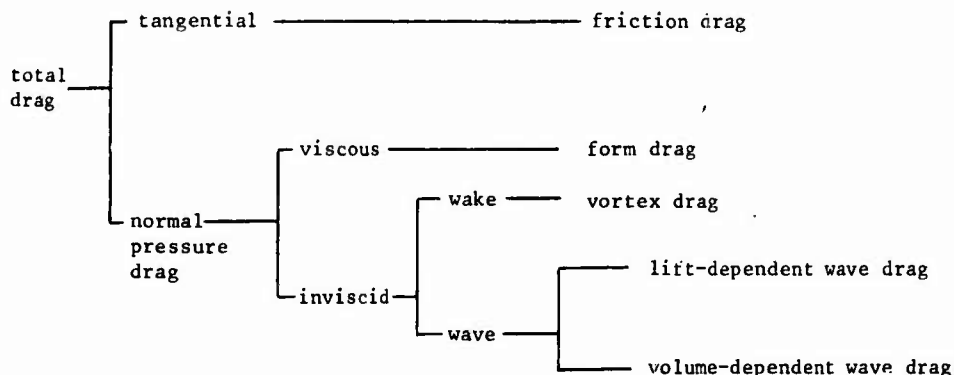 tangential friction drag
total
drag
viscous form drag
wake vortex drag
normal
pressure
drag
lift-dependent wave drag
inviscid
wave
volume-dependent wave drag